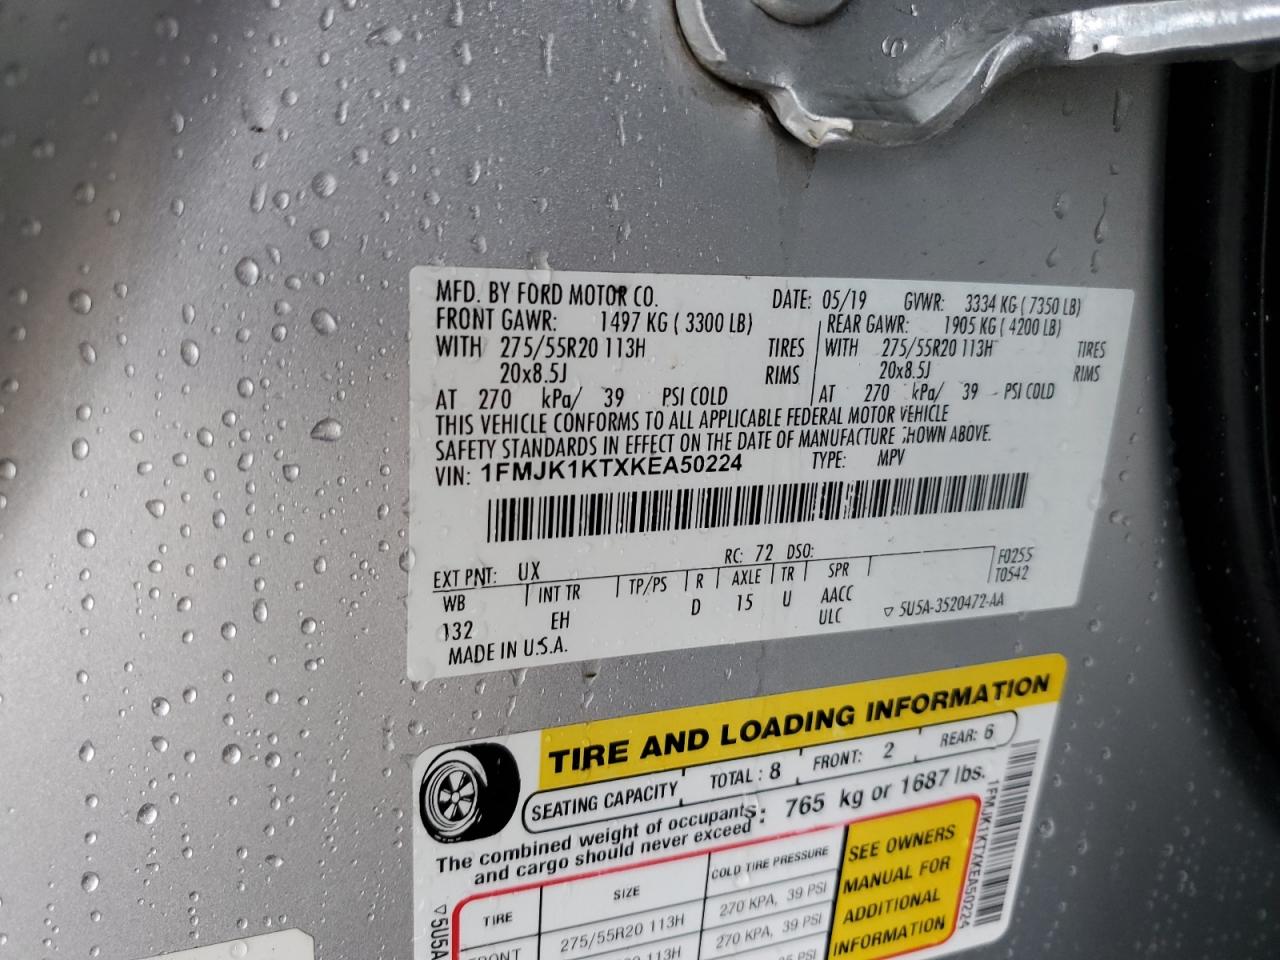 MFD. BY FORD MOTOR CO. DATE: 05/19 GVWR: 3334 KG ( 7350 LB)
FRONT GAWR: 1497 KG ( 3300 LB) REAR GAWR: 1905 KG ( 4200 LB)
WITH 275/55R20 113H TIRES WITH 275/55R20 113H TIRES
20x8.5J RIMS 20x8.5J RIMS
AT 270 kPa/ 39 PSI COLD AT 270 kPa/ 39 PSI COLD
THIS VEHICLE CONFORMS TO ALL APPLICABLE FEDERAL MOTOR VEHICLE
SAFETY STANDARDS IN EFFECT ON THE DATE OF MANUFACTURE SHOWN ABOVE.
VIN: 1FMJK1KTXKEA50224 TYPE: MPV
EXT PNT: UX RC: 72 DSO: F0255
WB INT TR TP/PS R AXLE TR SPR T0542
132 EH D 15 U AACC
ULC ▽ 5U5A-3520472-AA
MADE IN U.S.A.
TIRE AND LOADING INFORMATION
SEATING CAPACITY TOTAL : 8 FRONT: 2 REAR: 6
The combined weight of occupants
and cargo should never exceed : 765 kg or 1687 lbs.
TIRE SIZE COLD TIRE PRESSURE
FRONT 275/55R20 113H 270 KPA, 39 PSI
113H 270 KPA, 39 PSI
PSI
SEE OWNERS
MANUAL FOR
ADDITIONAL
INFORMATION
1FMJK1KTXKEA50224
▽5U5A